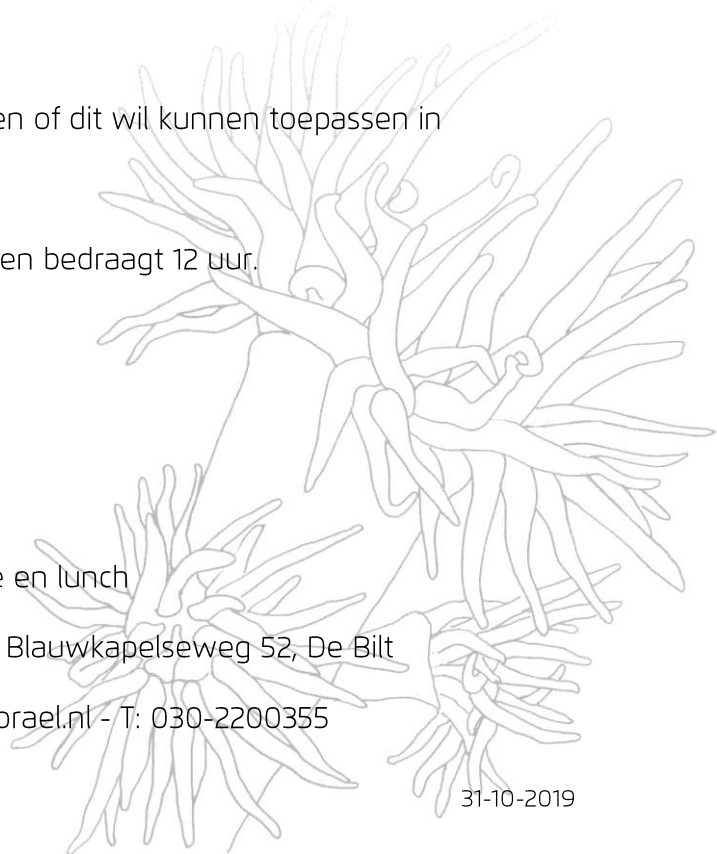 en of dit wil kunnen toepassen in
en bedraagt 12 uur.
e en lunch
Blauwkapelseweg 52, De Bilt
orael.nl - T: 030-2200355
31-10-2019